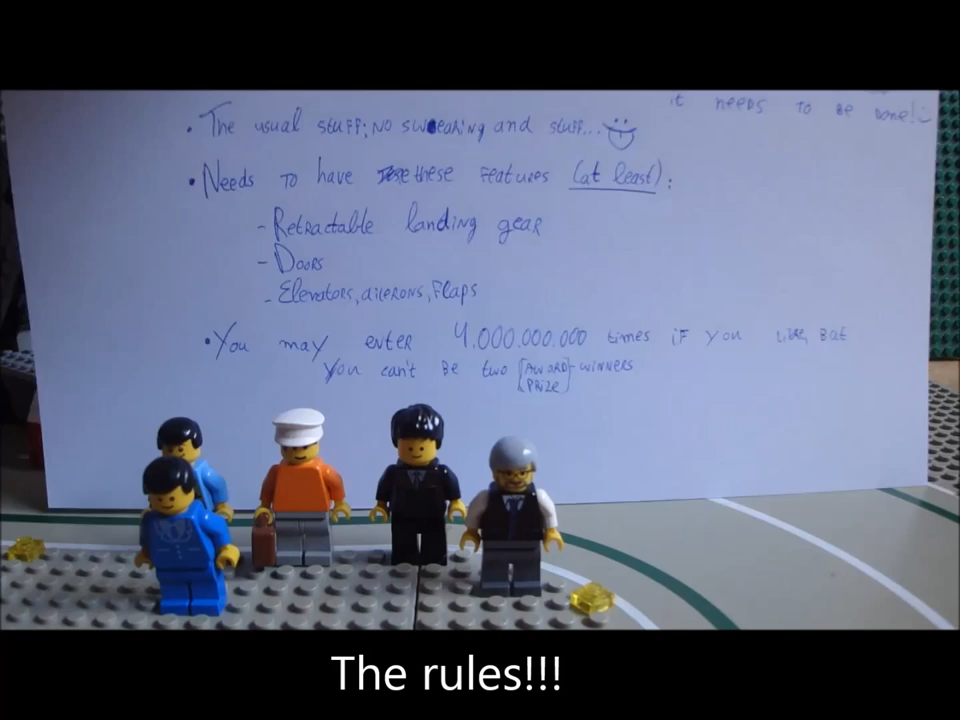 it needs to be done!
• The usual stuff; no swearing and stuff...
• Needs to have these features (at least):
- Retractable landing gear
- Doors
- Elevators, ailerons, flaps
• You may enter 4.000.000.000 times if you like, but
you can't be two [award/prize]-winners
The rules!!!